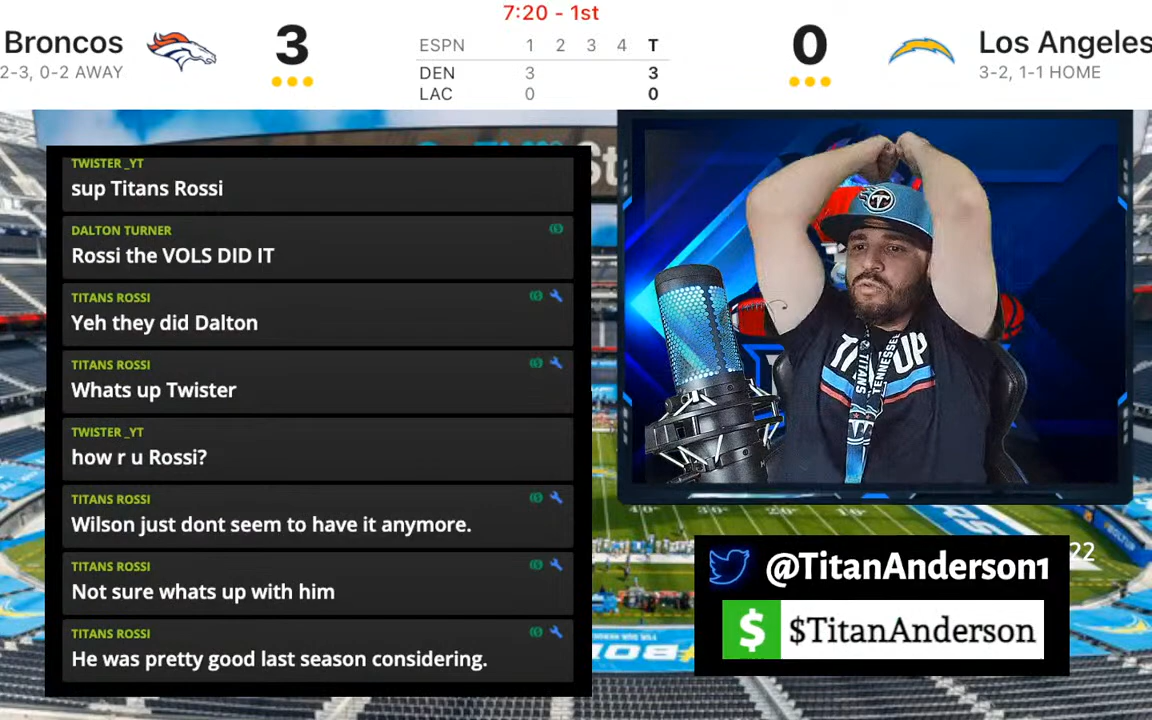 7:20 - 1st
Broncos
2-3, 0-2 AWAY
3
ESPN 1 2 3 4 T
DEN 3 3
LAC 0 0
0
Los Angeles
3-2, 1-1 HOME
TWISTER_YT
sup Titans Rossi
DALTON TURNER
Rossi the VOLS DID IT
TITANS ROSSI
Yeh they did Dalton
TITANS ROSSI
Whats up Twister
TWISTER_YT
how r u Rossi?
TITANS ROSSI
Wilson just dont seem to have it anymore.
TITANS ROSSI
Not sure whats up with him
TITANS ROSSI
He was pretty good last season considering.
T
TITANS
TENNESSEE
UP
22
@TitanAnderson1
$ $TitanAnderson